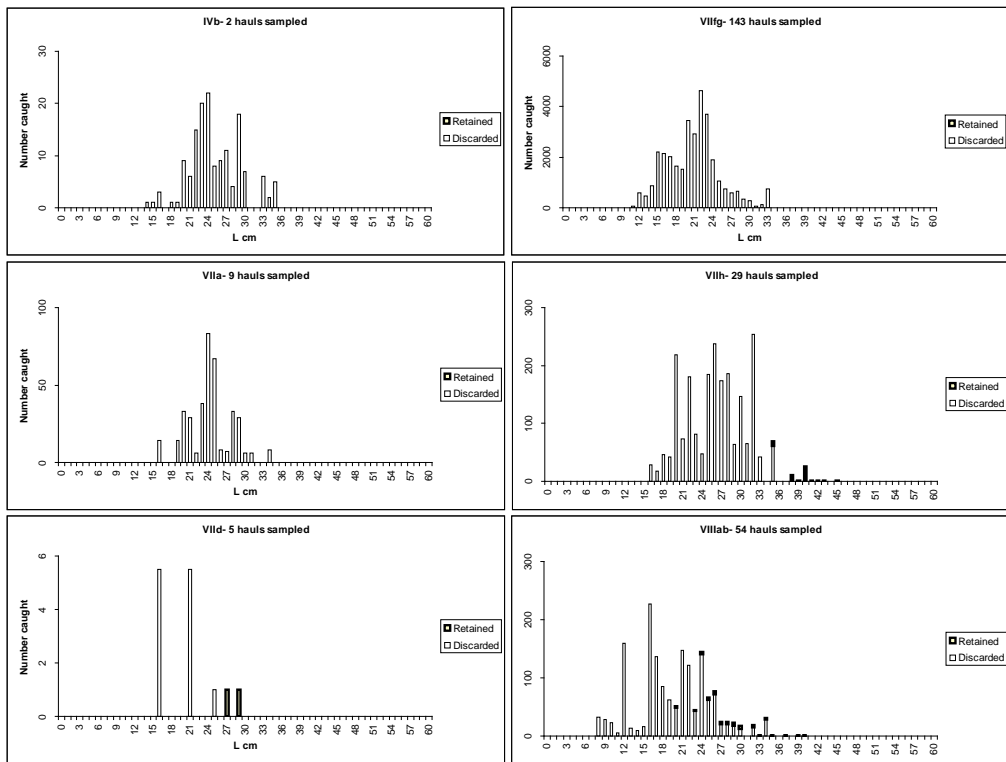 IVb- 2 hauls sampled
Number caught
30
20
10
0
0 3 6 9 12 15 18 21 24 27 30 33 36 39 42 45 48 51 54 57 60
L cm
Retained
Discarded
VIIfg- 143 hauls sampled
Number caught
6000
4000
2000
0
0 3 6 9 12 15 18 21 24 27 30 33 36 39 42 45 48 51 54 57 60
L cm
Retained
Discarded
VIIa- 9 hauls sampled
Number caught
100
50
0
0 3 6 9 12 15 18 21 24 27 30 33 36 39 42 45 48 51 54 57 60
L cm
Retained
Discarded
VIIh- 29 hauls sampled
300
200
100
0
0 3 6 9 12 15 18 21 24 27 30 33 36 39 42 45 48 51 54 57 60
Retained
Discarded
VIId- 5 hauls sampled
Number caught
6
4
2
0
0 3 6 9 12 15 18 21 24 27 30 33 36 39 42 45 48 51 54 57 60
L cm
Retained
Discarded
VIIIab- 54 hauls sampled
300
200
100
0
0 3 6 9 12 15 18 21 24 27 30 33 36 39 42 45 48 51 54 57 60
Retained
Discarded